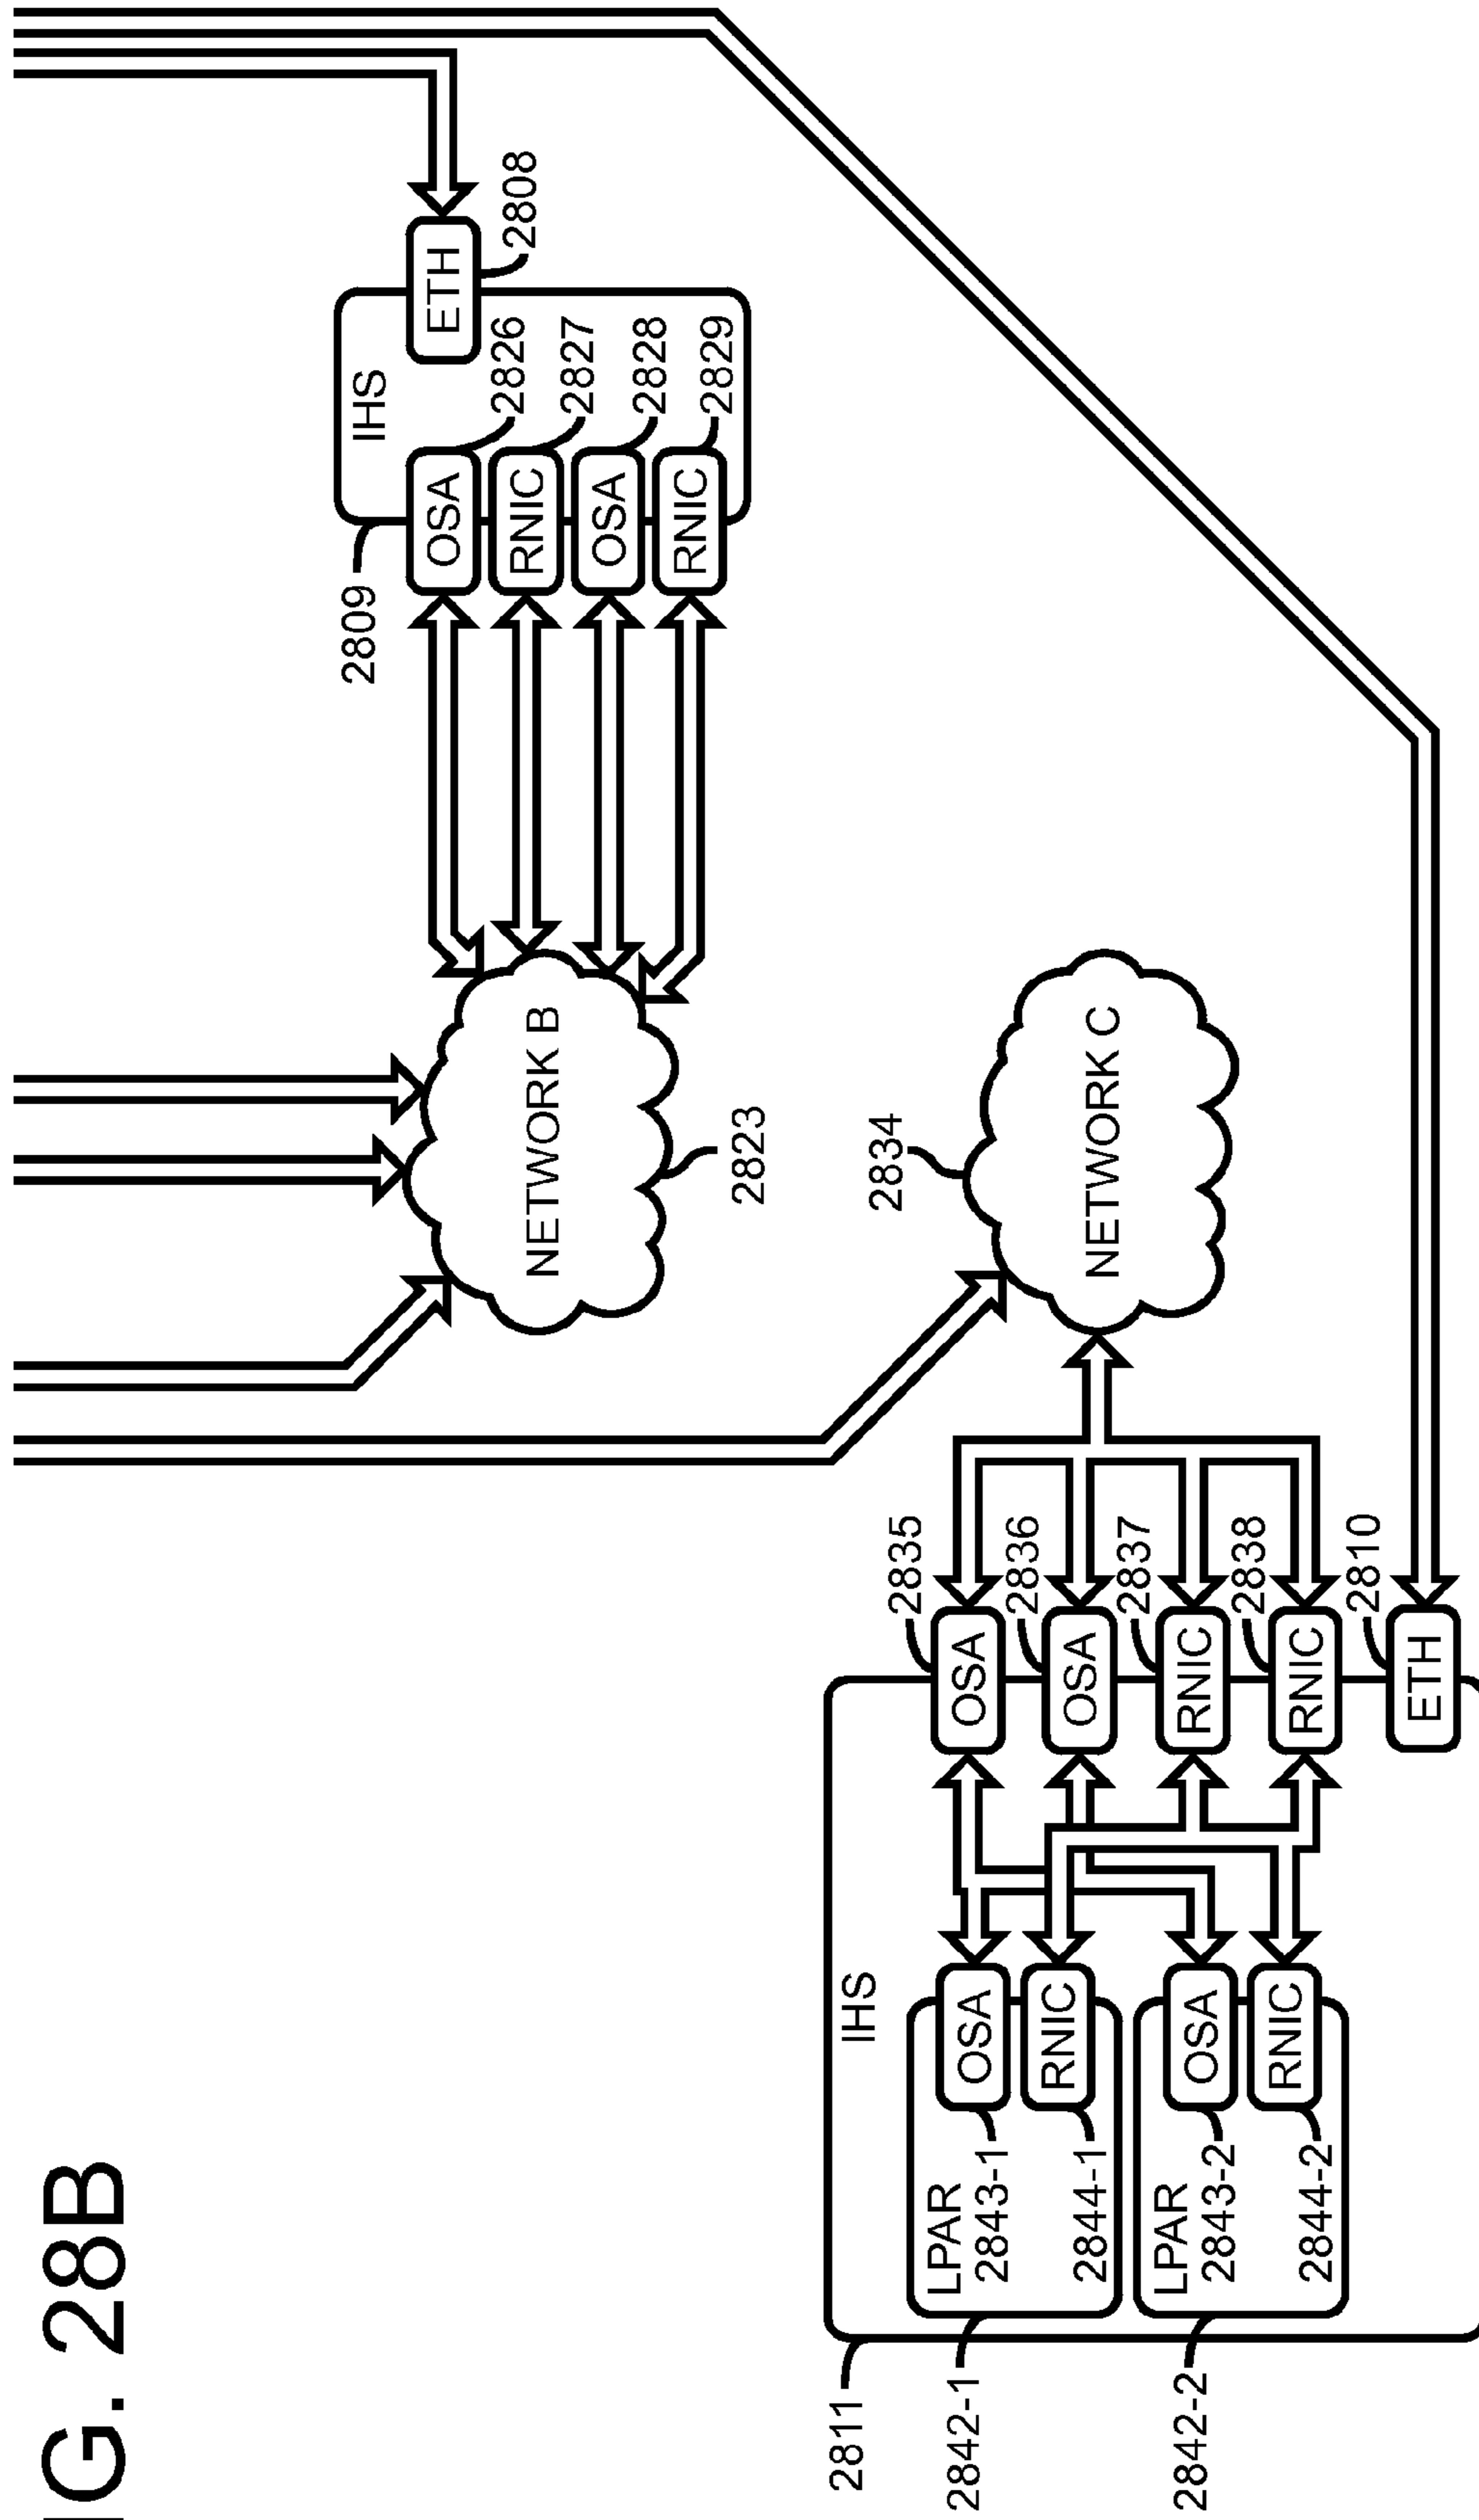 G. 28B
2809
IHS
ETH
2808
OSA
2826
RNIC
2827
OSA
2828
RNIC
2829
NETWORK B
2823
2834
NETWORK C
2811
IHS
2842-1
LPAR
2843-1
OSA
2844-1
RNIC
2842-2
LPAR
2843-2
OSA
2844-2
RNIC
OSA
2835
OSA
2836
RNIC
2837
RNIC
2838
ETH
2810